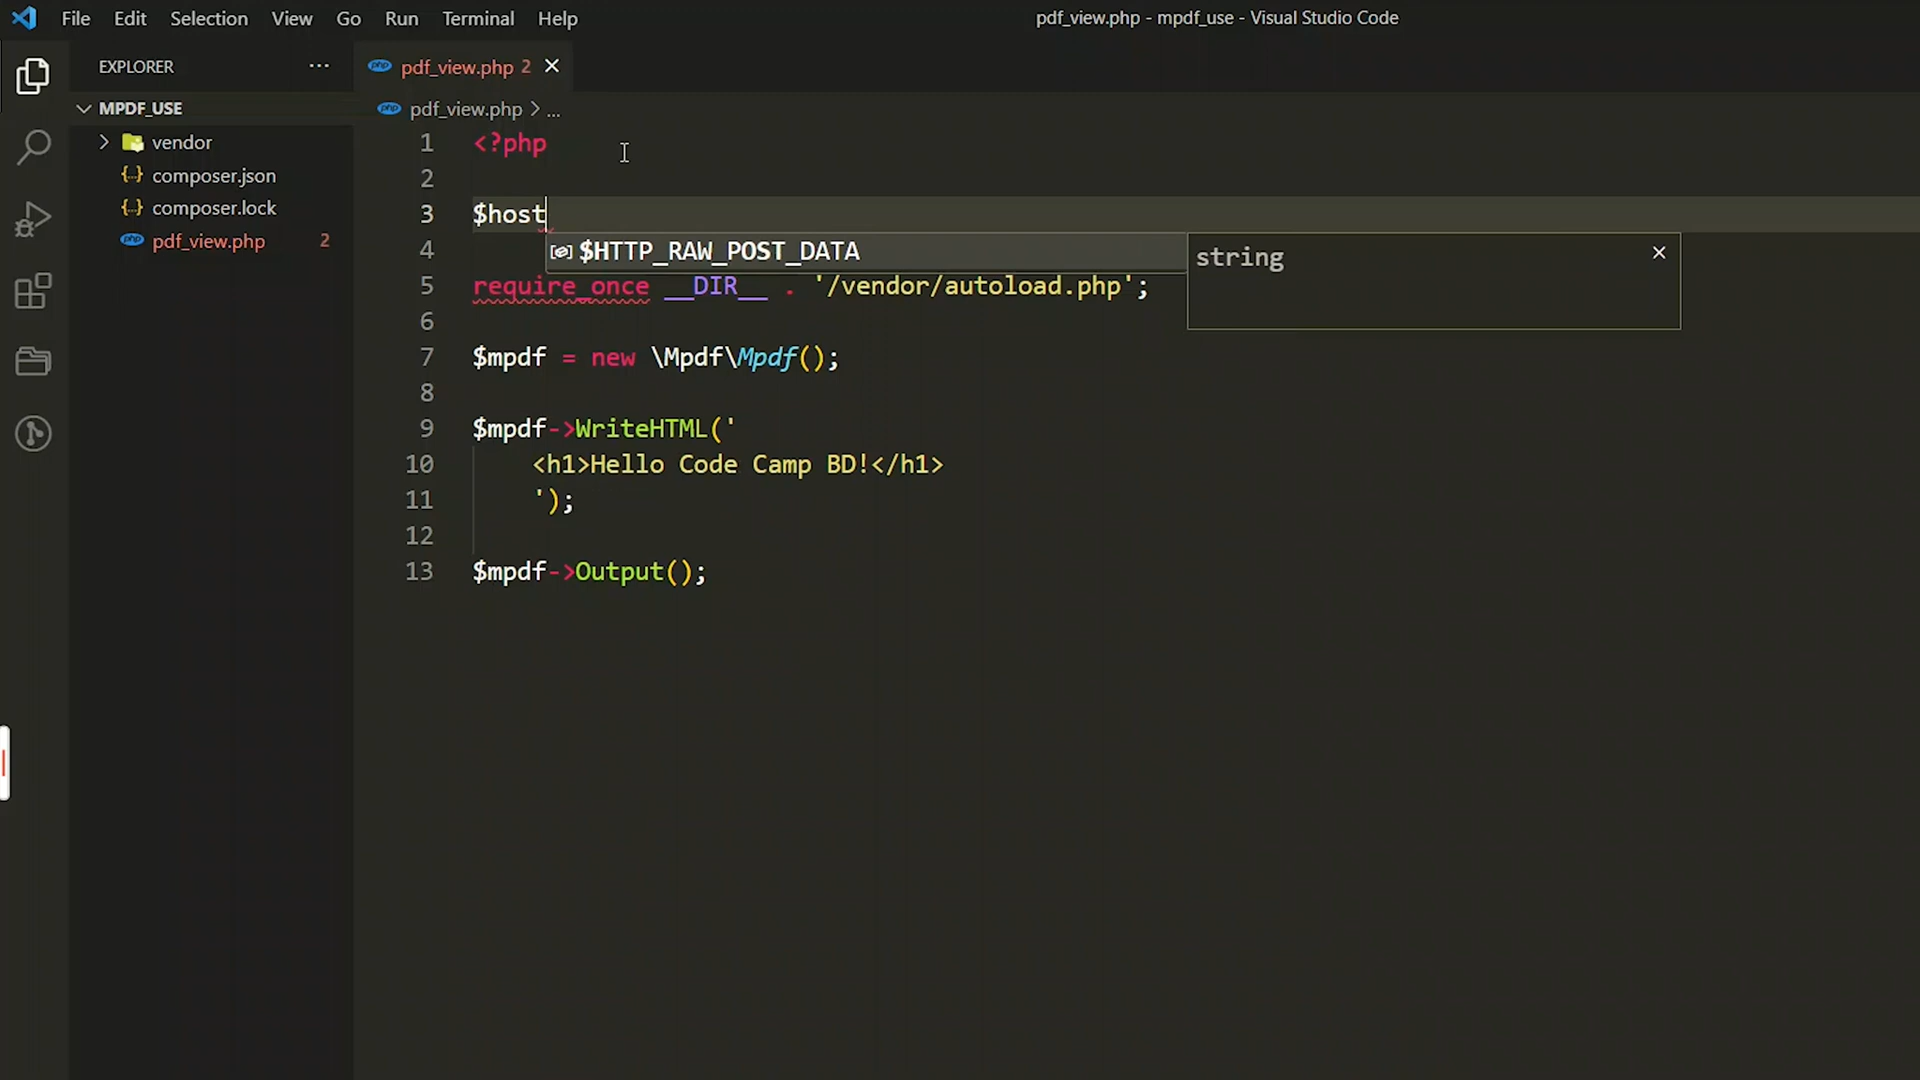 File Edit Selection View Go Run Terminal Help
pdf_view.php - mpdf_use - Visual Studio Code
EXPLORER ...
pdf_view.php 2
MPDF_USE
vendor
composer.json
composer.lock
pdf_view.php 2
pdf_view.php > ...
1 <?php
2
3 $host
4
$HTTP_RAW_POST_DATA
string
5 require_once __DIR__ . '/vendor/autoload.php';
6
7 $mpdf = new \Mpdf\Mpdf();
8
9 $mpdf->WriteHTML('
10 <h1>Hello Code Camp BD!</h1>
11 ');
12
13 $mpdf->Output();